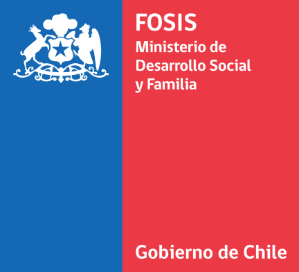 FOSIS
Ministerio de
Desarrollo Social
y Familia
Gobierno de Chile